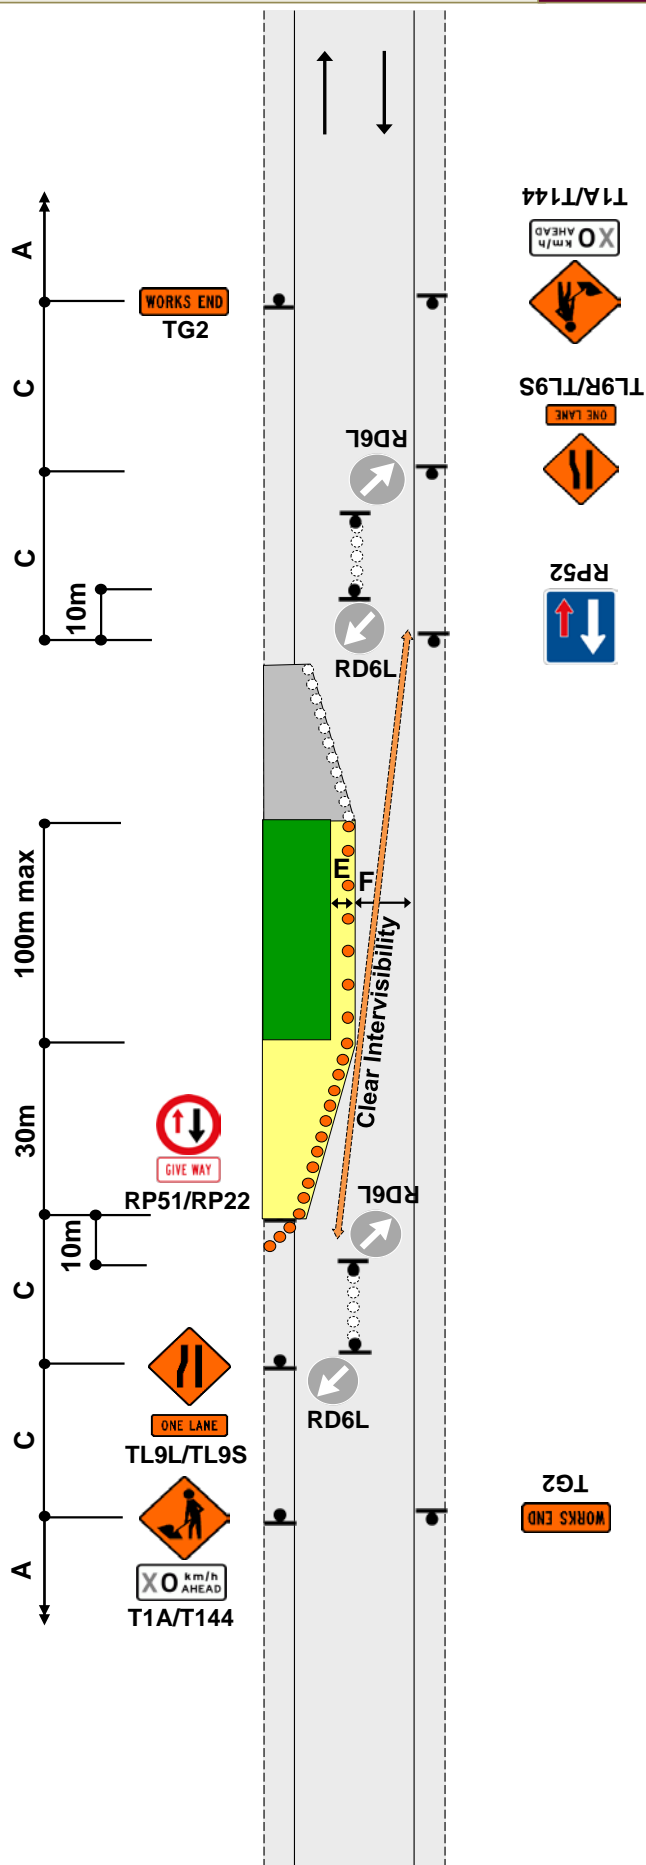 T1A/T144
X0 km/h
AHEAD
A
WORKS END
TG2
C
TL9R/TL9S
ONE LANE
RD6L
C
10m
RP52
RD6L
100m max
E
F
Clear Intervisibility
30m
GIVE WAY
RP51/RP22
RD6L
10m
C
ONE LANE
TL9L/TL9S
RD6L
C
TG2
WORKS END
A
X0 km/h
AHEAD
T1A/T144